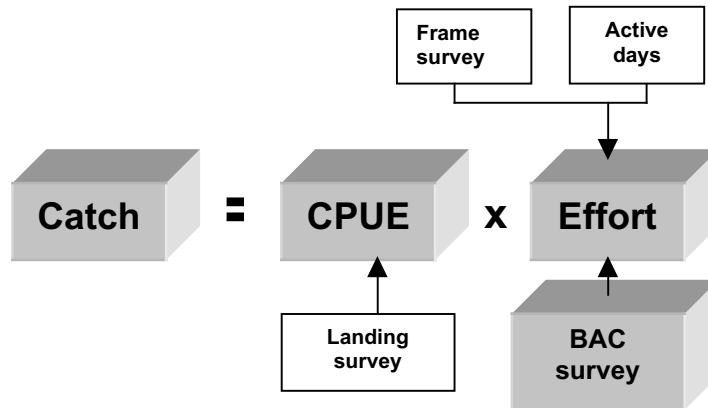 Frame
survey
Active
days
Catch = CPUE x Effort
Landing
survey
BAC
survey